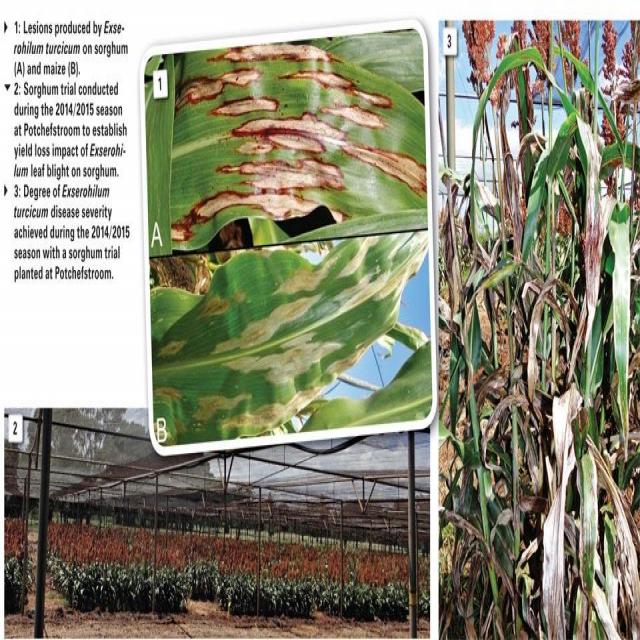 1: Lesions produced by Exse-
rohilum turcicum on sorghum
(A) and maize (B).
2: Sorghum trial conducted
during the 2014/2015 season
at Potchefstroom to establish
yield loss impact of Exserohi-
lum leaf blight on sorghum.
3: Degree of Exserohilum
turcicum disease severity
achieved during the 2014/2015
season with a sorghum trial
planted at Potchefstroom.
1
A
B
2
3